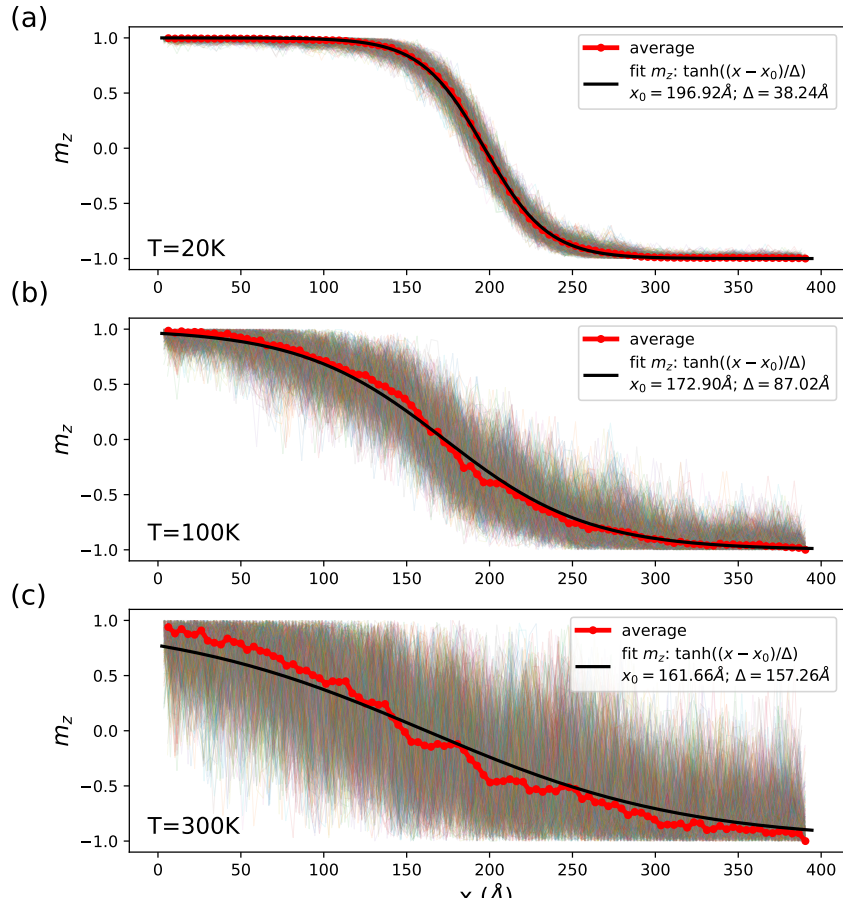 (a)
1.0
0.5
0.0
−0.5
−1.0
m_z
average
fit m_z: tanh((x − x_0)/Δ)
x_0 = 196.92Å; Δ = 38.24Å
T=20K
0 50 100 150 200 250 300 350 400
(b)
1.0
0.5
0.0
−0.5
−1.0
m_z
average
fit m_z: tanh((x − x_0)/Δ)
x_0 = 172.90Å; Δ = 87.02Å
T=100K
0 50 100 150 200 250 300 350 400
(c)
1.0
0.5
0.0
−0.5
−1.0
m_z
average
fit m_z: tanh((x − x_0)/Δ)
x_0 = 161.66Å; Δ = 157.26Å
T=300K
0 50 100 150 200 250 300 350 400
x (Å)